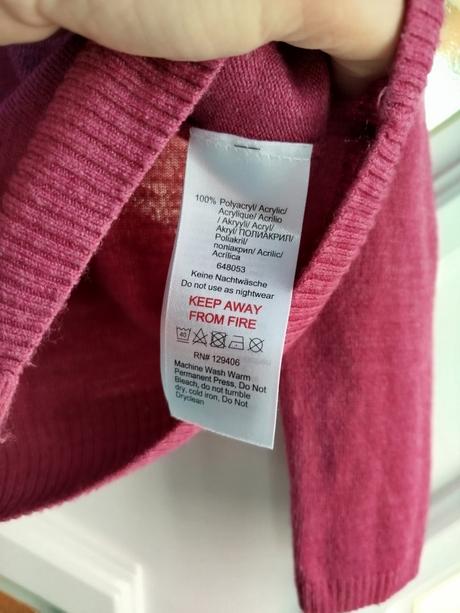 100% Polyacryl/ Acrylic/
Acrylique/ Acrilio
/ Akryyli/ Acryl/
Akryl/ ПОЛИАКРИЛ/
Poliakril/
поліакрил/ Acrilic/
Acrílica
648053
Keine Nachtwäsche
Do not use as nightwear
KEEP AWAY
FROM FIRE
40
RN# 129406
Machine Wash Warm
Permanent Press, Do Not
Bleach, do not tumble
dry, cold iron, Do Not
Dryclean